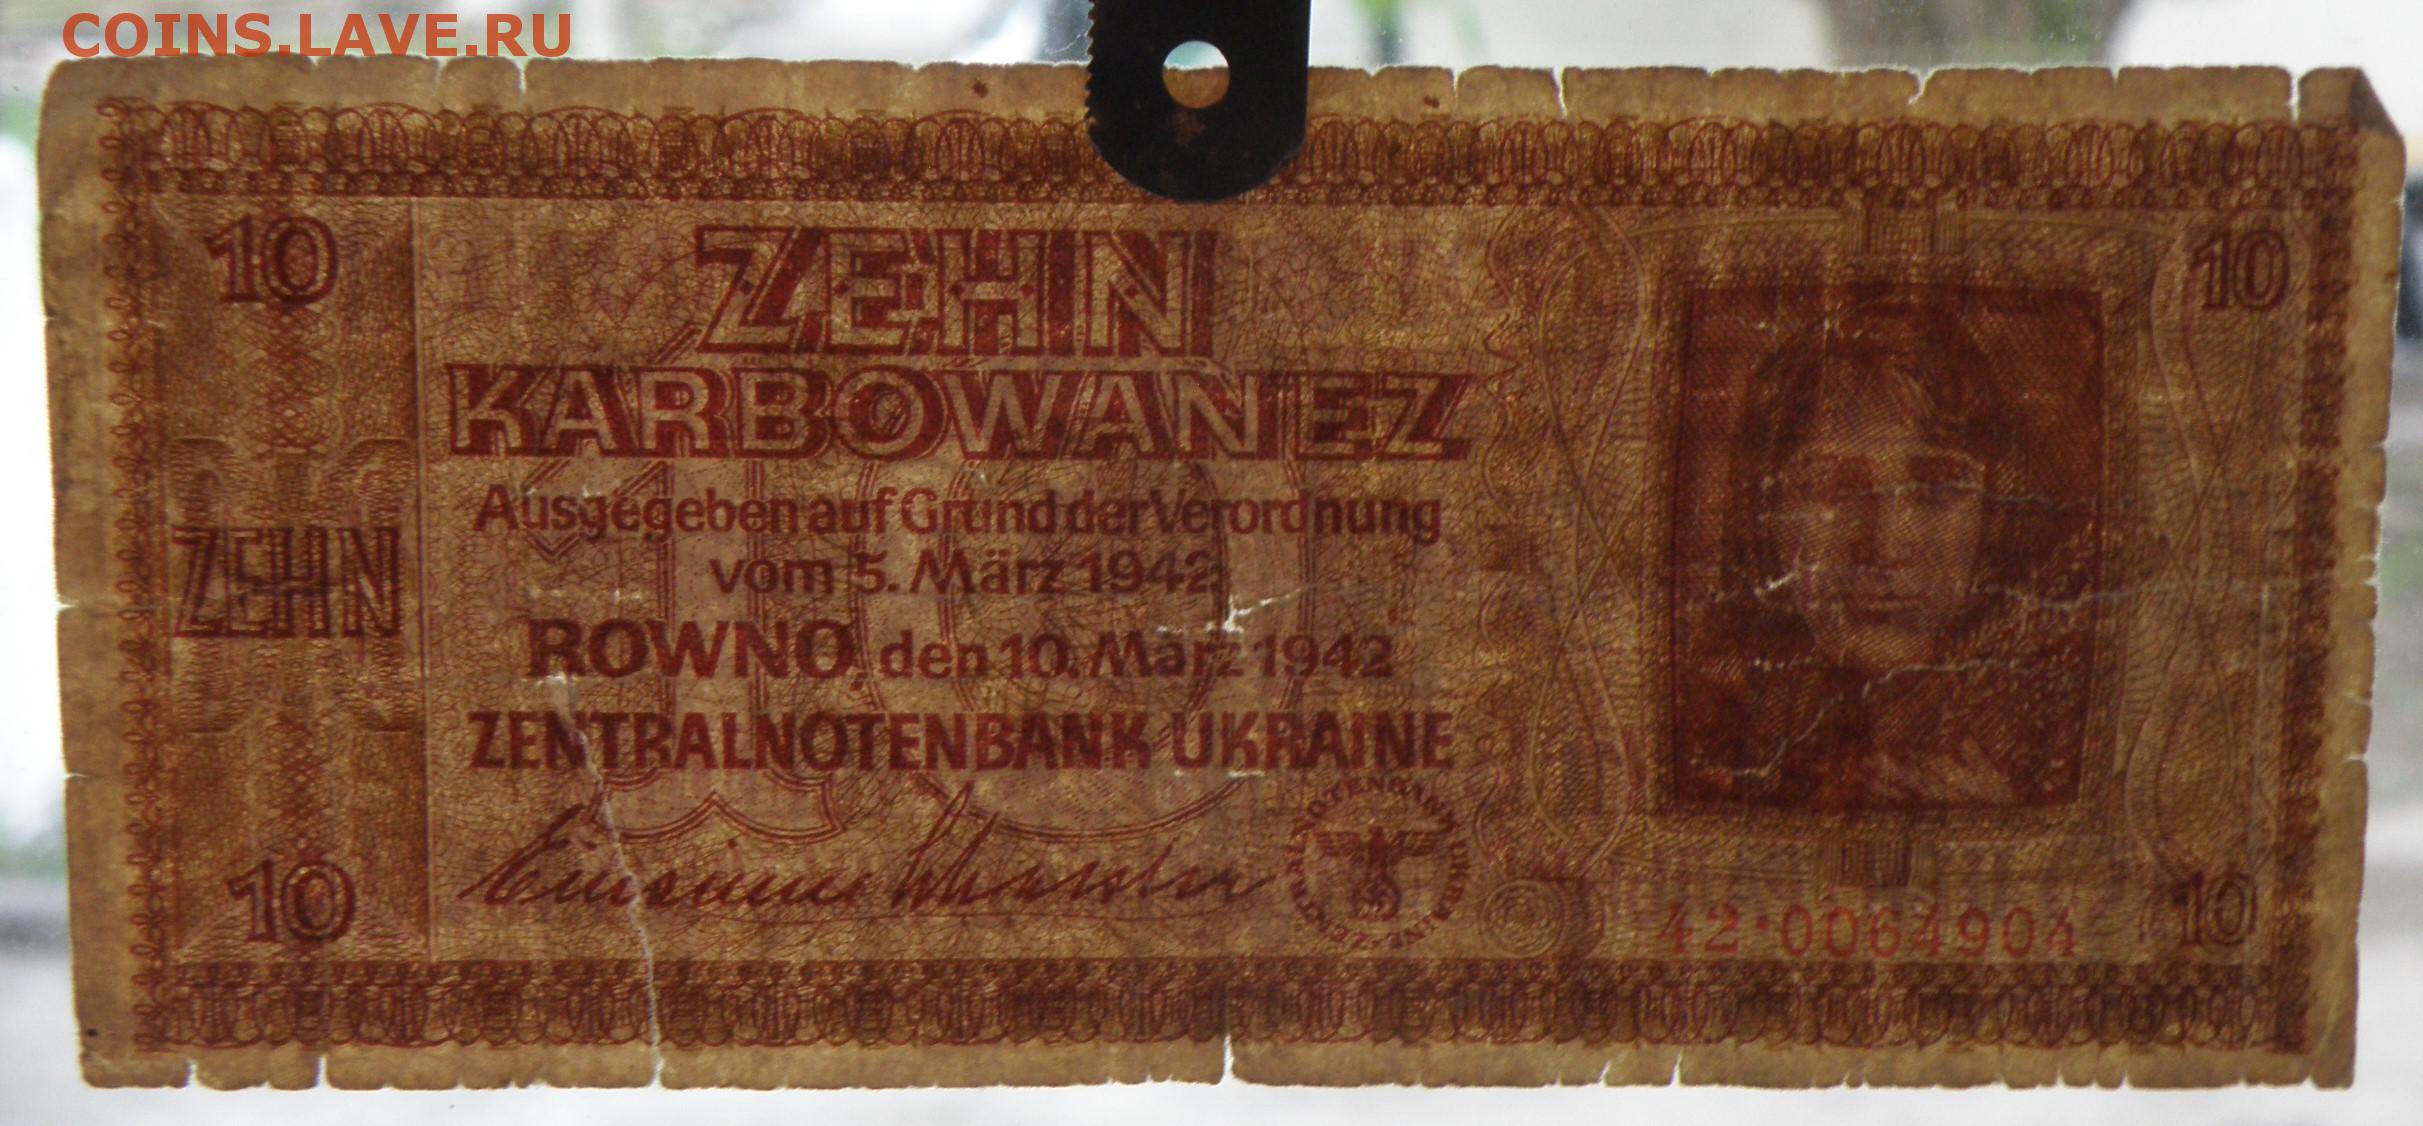 COINS.LAVE.RU
10
10
ZEHN
KARBOWANEZ
Ausgegeben auf Grund der Verordnung
vom 5. März 1942
ZEHN
ROWNO, den 10. März 1942
ZENTRALNOTENBANK UKRAINE
10
42·0064904
10